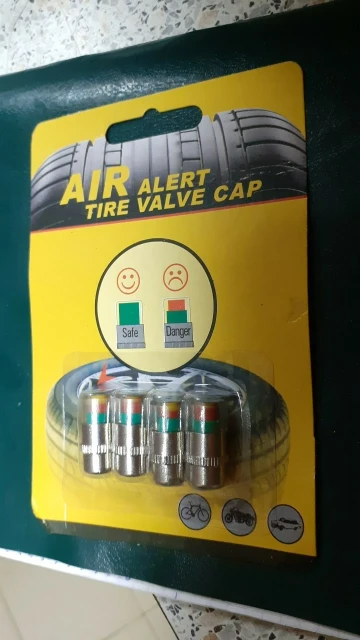 AIR ALERT
TIRE VALVE CAP
Safe
Danger